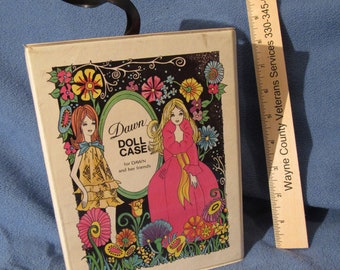 Dawn
DOLL
CASE
for DAWN
and her friends
Wayne County Veterans Services 330-345-